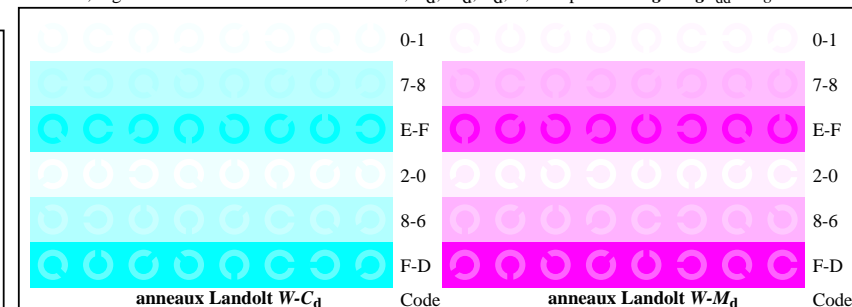 0-1 0-1
7-8 7-8
E-F E-F
2-0 2-0
8-6 8-6
F-D F-D
anneaux Landolt W-Cd Code anneaux Landolt W-Md Code